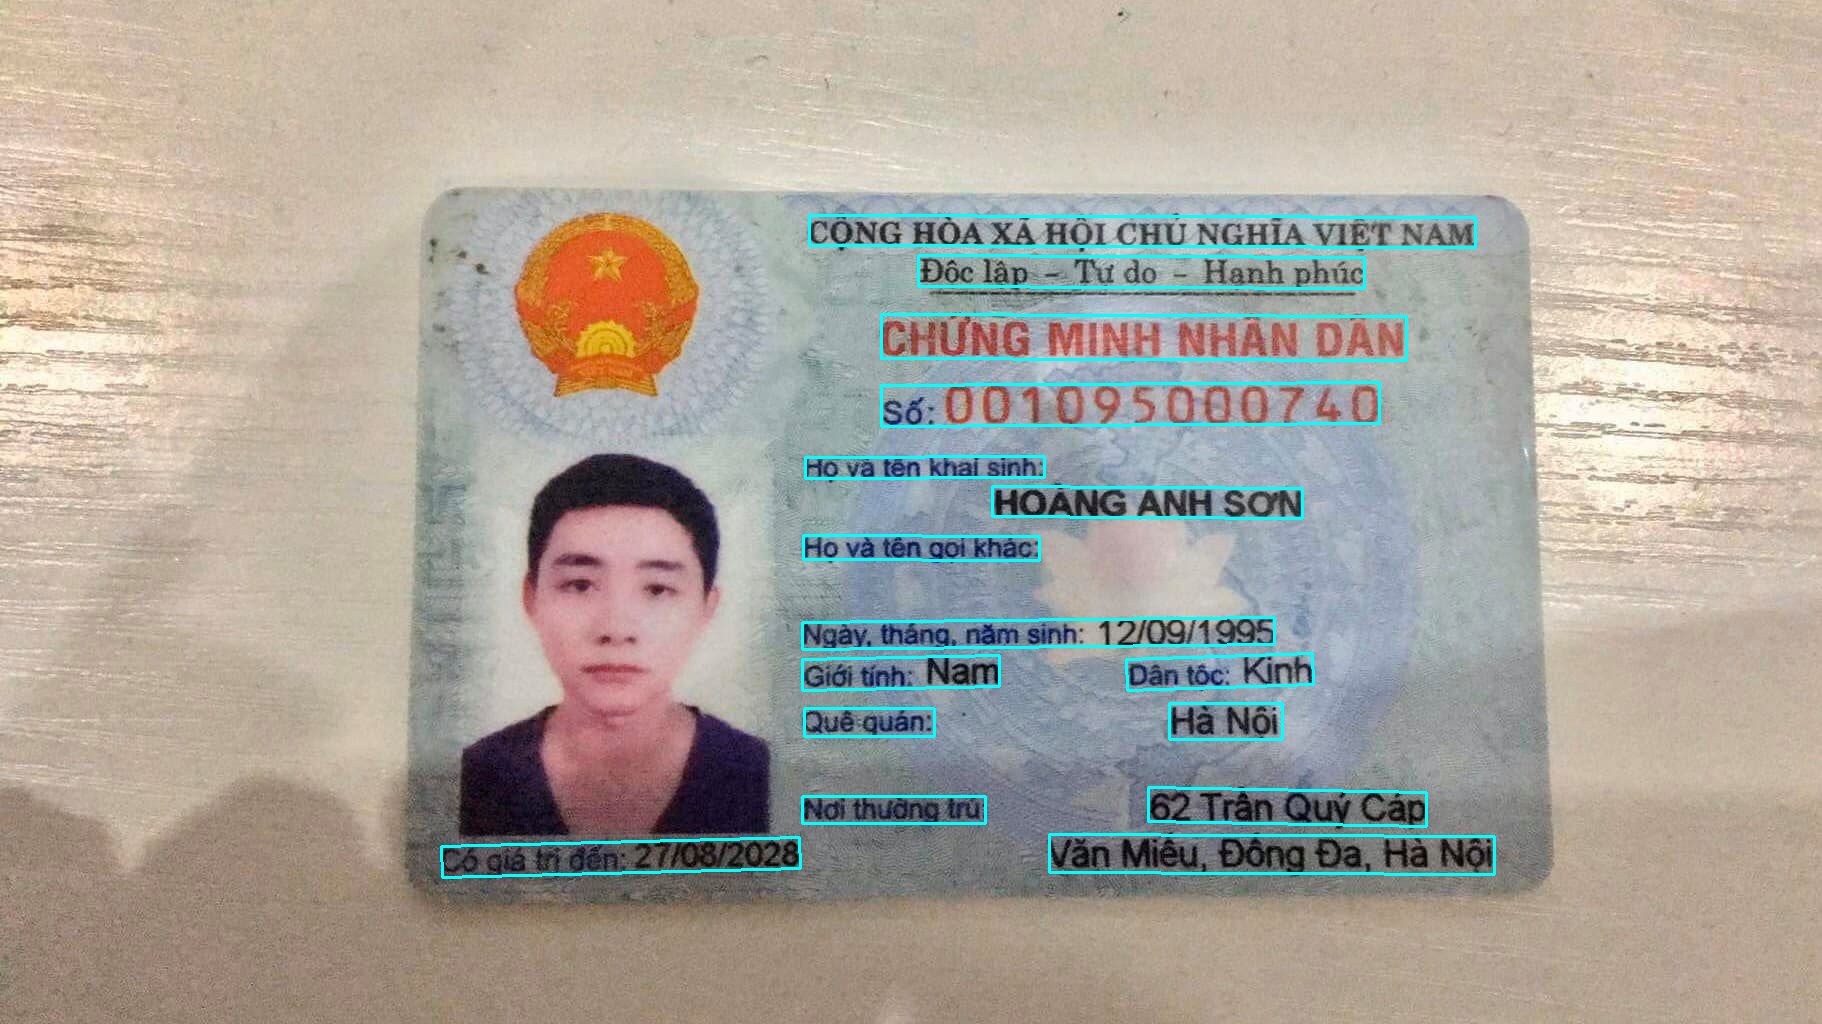 CỘNG HÒA XÃ HỘI CHỦ NGHĨA VIỆT NAM
Độc lập – Tự do – Hạnh phúc
CHỨNG MINH NHÂN DÂN
Số: 001095000740
Họ và tên khai sinh:
HOÀNG ANH SƠN
Họ và tên gọi khác:
Ngày, tháng, năm sinh: 12/09/1995
Giới tính: Nam Dân tộc: Kinh
Quê quán: Hà Nội
Nơi thường trú 62 Trần Quý Cáp
Văn Miếu, Đống Đa, Hà Nội
Có giá trị đến: 27/08/2028